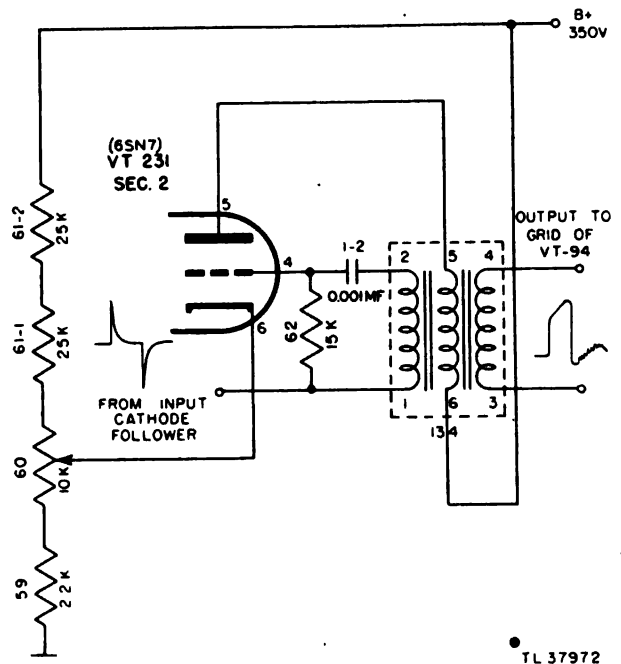 B+
350V
(6SN7)
VT 231
SEC. 2
5
4
6
61-2
25K
61-1
25K
60
10K
59
2.2K
FROM INPUT
CATHODE
FOLLOWER
62
15K
1-2
0.001MF
2
5
4
1
6
3
134
OUTPUT TO
GRID OF
VT-94
TL 37972